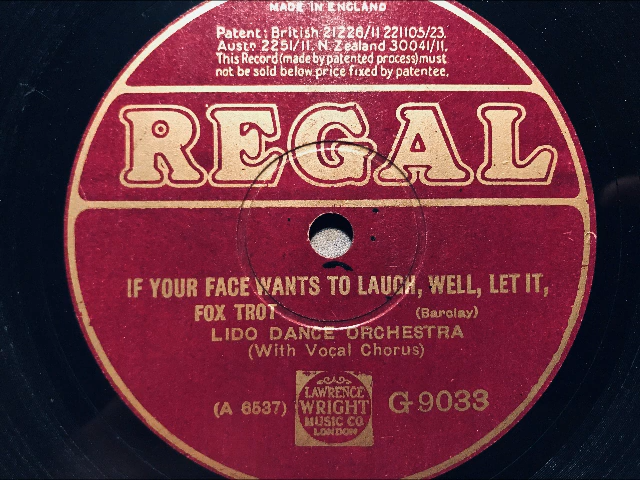 MADE IN ENGLAND
Patent: British 21226/11 221105/23.
Austr. 2251/11. N. Zealand 30041/11.
This Record (made by patented process) must
not be sold below price fixed by patentee.
REGAL
IF YOUR FACE WANTS TO LAUGH, WELL, LET IT,
FOX TROT (Barclay)
LIDO DANCE ORCHESTRA
(With Vocal Chorus)
(A 6537)
LAWRENCE
WRIGHT
MUSIC CO.
LONDON
G 9033